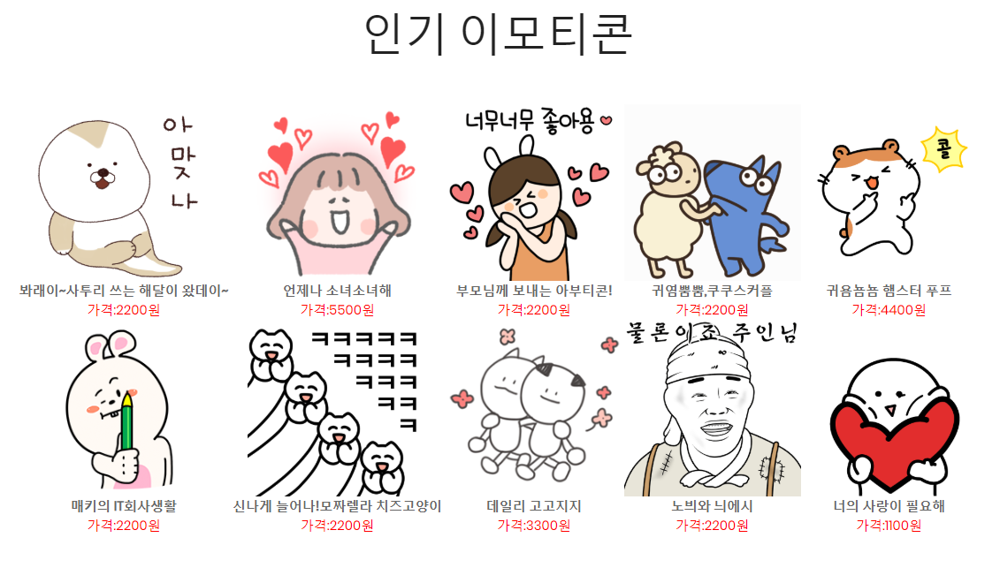 인기 이모티콘
아
맛
나
너무너무 좋아용
콜
봐래이~사투리 쓰는 해달이 왔데이~
가격:2200원
언제나 소녀소녀해
가격:5500원
부모님께 보내는 아부티콘!
가격:2200원
귀염뿜뿜,쿠쿠스커플
가격:2200원
귀욤뇸뇸 햄스터 푸프
가격:4400원
ㅋㅋㅋㅋㅋ
ㅋㅋㅋㅋ
ㅋㅋㅋ
ㅋㅋ
ㅋ
물론이죠 주인님
매키의 IT회사생활
가격:2200원
신나게 늘어나!모짜렐라 치즈고양이
가격:2200원
데일리 고고지지
가격:3300원
노븨와 늬에시
가격:2200원
너의 사랑이 필요해
가격:1100원